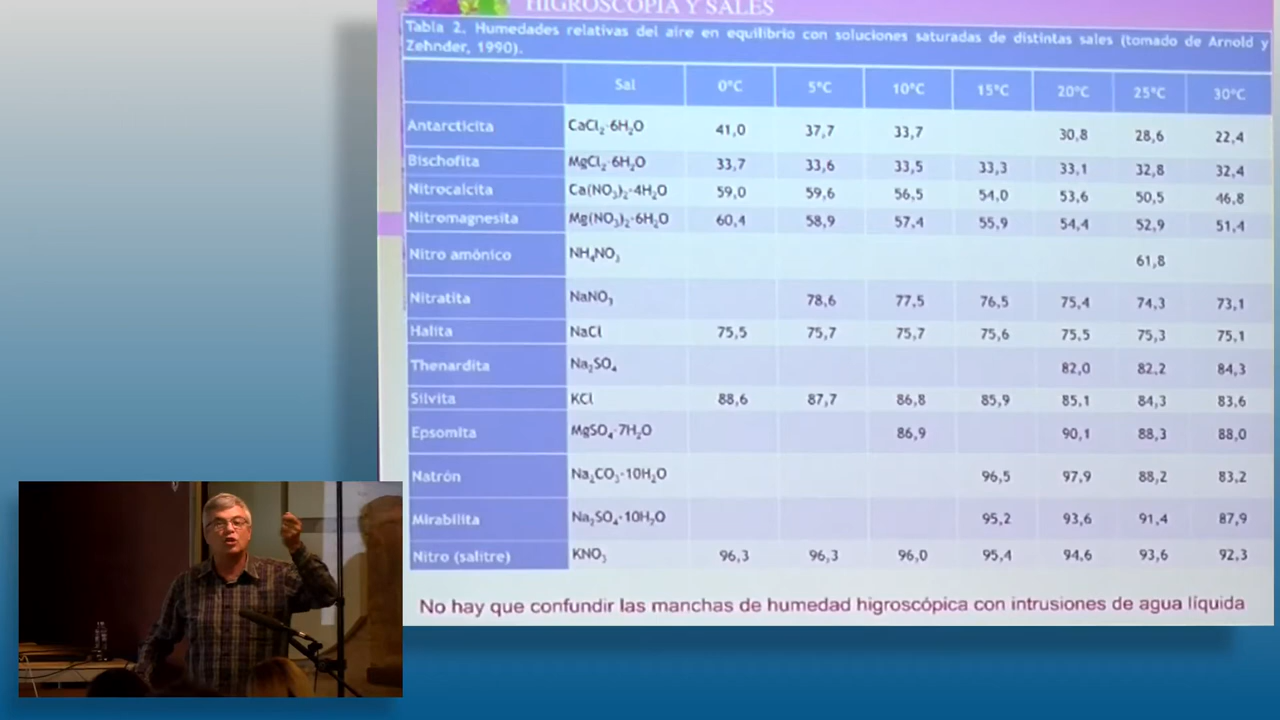 HIGROSCOPIA Y SALES
Tabla 2. Humedades relativas del aire en equilibrio con soluciones saturadas de distintas sales (tomado de Arnold y
Zehnder, 1990).
Sal 0ºC 5ºC 10ºC 15ºC 20ºC 25ºC 30ºC
Antarcticita CaCl₂·6H₂O 41,0 37,7 33,7 30,8 28,6 22,4
Bischofita MgCl₂·6H₂O 33,7 33,6 33,5 33,3 33,1 32,8 32,4
Nitrocalcita Ca(NO₃)₂·4H₂O 59,0 59,6 56,5 54,0 53,6 50,5 46,8
Nitromagnesita Mg(NO₃)₂·6H₂O 60,4 58,9 57,4 55,9 54,4 52,9 51,4
Nitro amónico NH₄NO₃ 61,8
Nitratita NaNO₃ 78,6 77,5 76,5 75,4 74,3 73,1
Halita NaCl 75,5 75,7 75,7 75,6 75,5 75,3 75,1
Thenardita Na₂SO₄ 82,0 82,2 84,3
Silvita KCl 88,6 87,7 86,8 85,9 85,1 84,3 83,6
Epsomita MgSO₄·7H₂O 86,9 90,1 88,3 88,0
Natrón Na₂CO₃·10H₂O 96,5 97,9 88,2 83,2
Mirabilita Na₂SO₄·10H₂O 95,2 93,6 91,4 87,9
Nitro (salitre) KNO₃ 96,3 96,3 96,0 95,4 94,6 93,6 92,3
No hay que confundir las manchas de humedad higroscópica con intrusiones de agua líquida